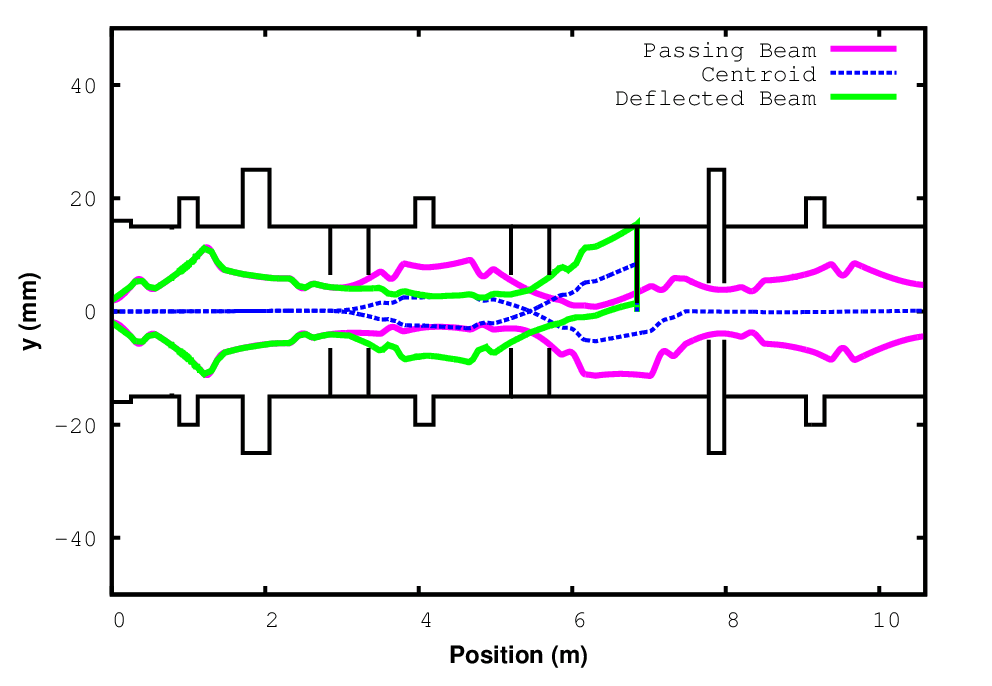 Passing Beam
Centroid
Deflected Beam
40
20
0
−20
−40
y (mm)
0 2 4 6 8 10
Position (m)